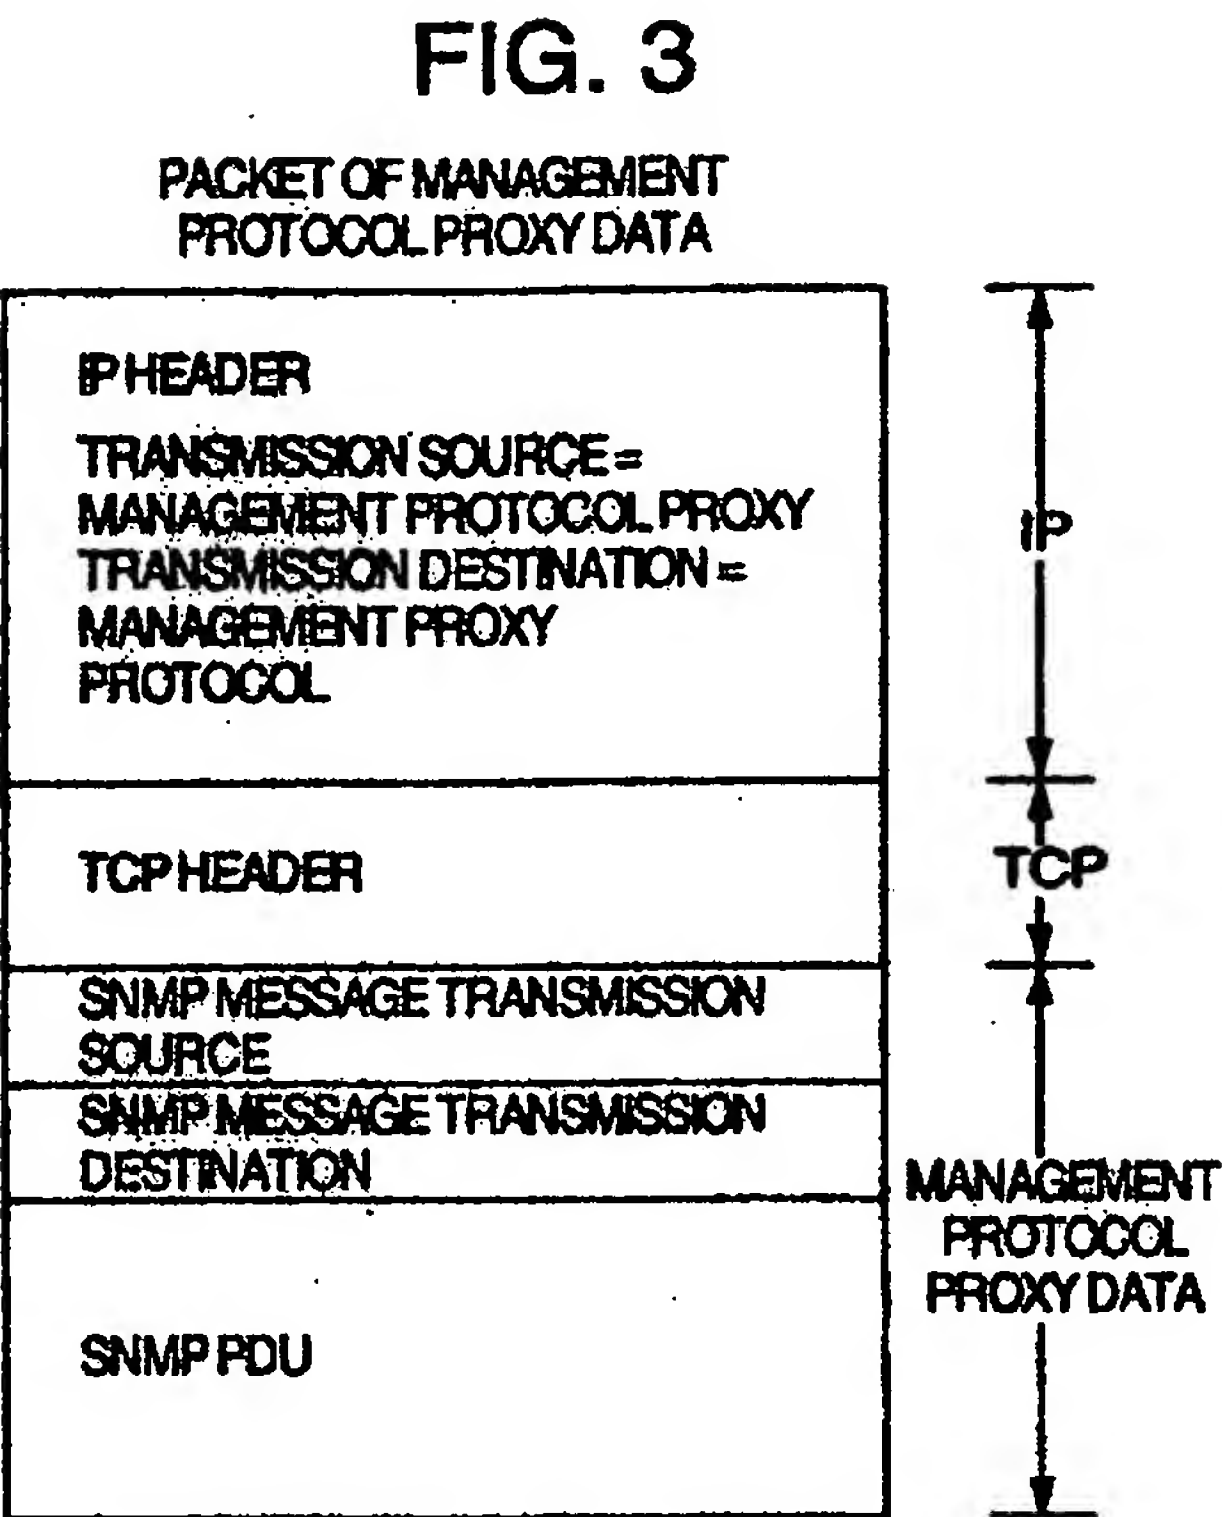 FIG. 3
PACKET OF MANAGEMENT
PROTOCOL PROXY DATA
IP HEADER
TRANSMISSION SOURCE =
MANAGEMENT PROTOCOL PROXY
TRANSMISSION DESTINATION =
MANAGEMENT PROXY
PROTOCOL
IP
TCP HEADER
TCP
SNMP MESSAGE TRANSMISSION
SOURCE
SNMP MESSAGE TRANSMISSION
DESTINATION
SNMP PDU
MANAGEMENT
PROTOCOL
PROXY DATA